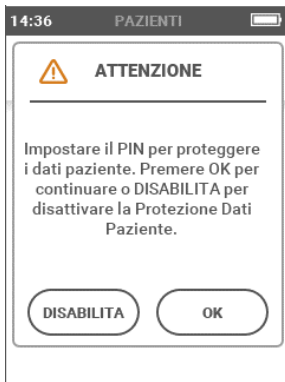 14:36 PAZIENTI
ATTENZIONE
Impostare il PIN per proteggere
i dati paziente. Premere OK per
continuare o DISABILITA per
disattivare la Protezione Dati
Paziente.
DISABILITA OK